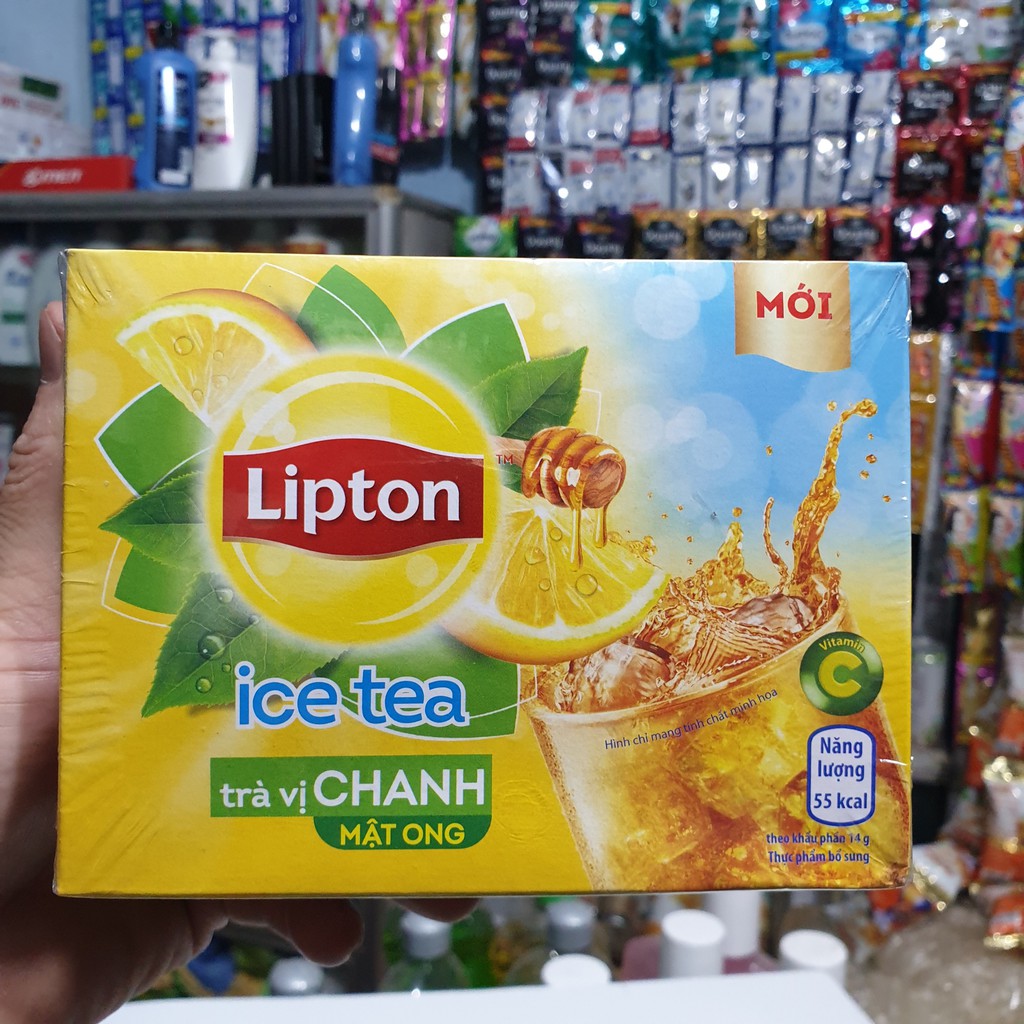 MỚI
Lipton
TM
ice tea
trà vị CHANH
MẬT ONG
Vitamin
C
Hình chỉ mang tính chất minh họa
Năng
lượng
55 kcal
theo khẩu phần 14 g
Thực phẩm bổ sung